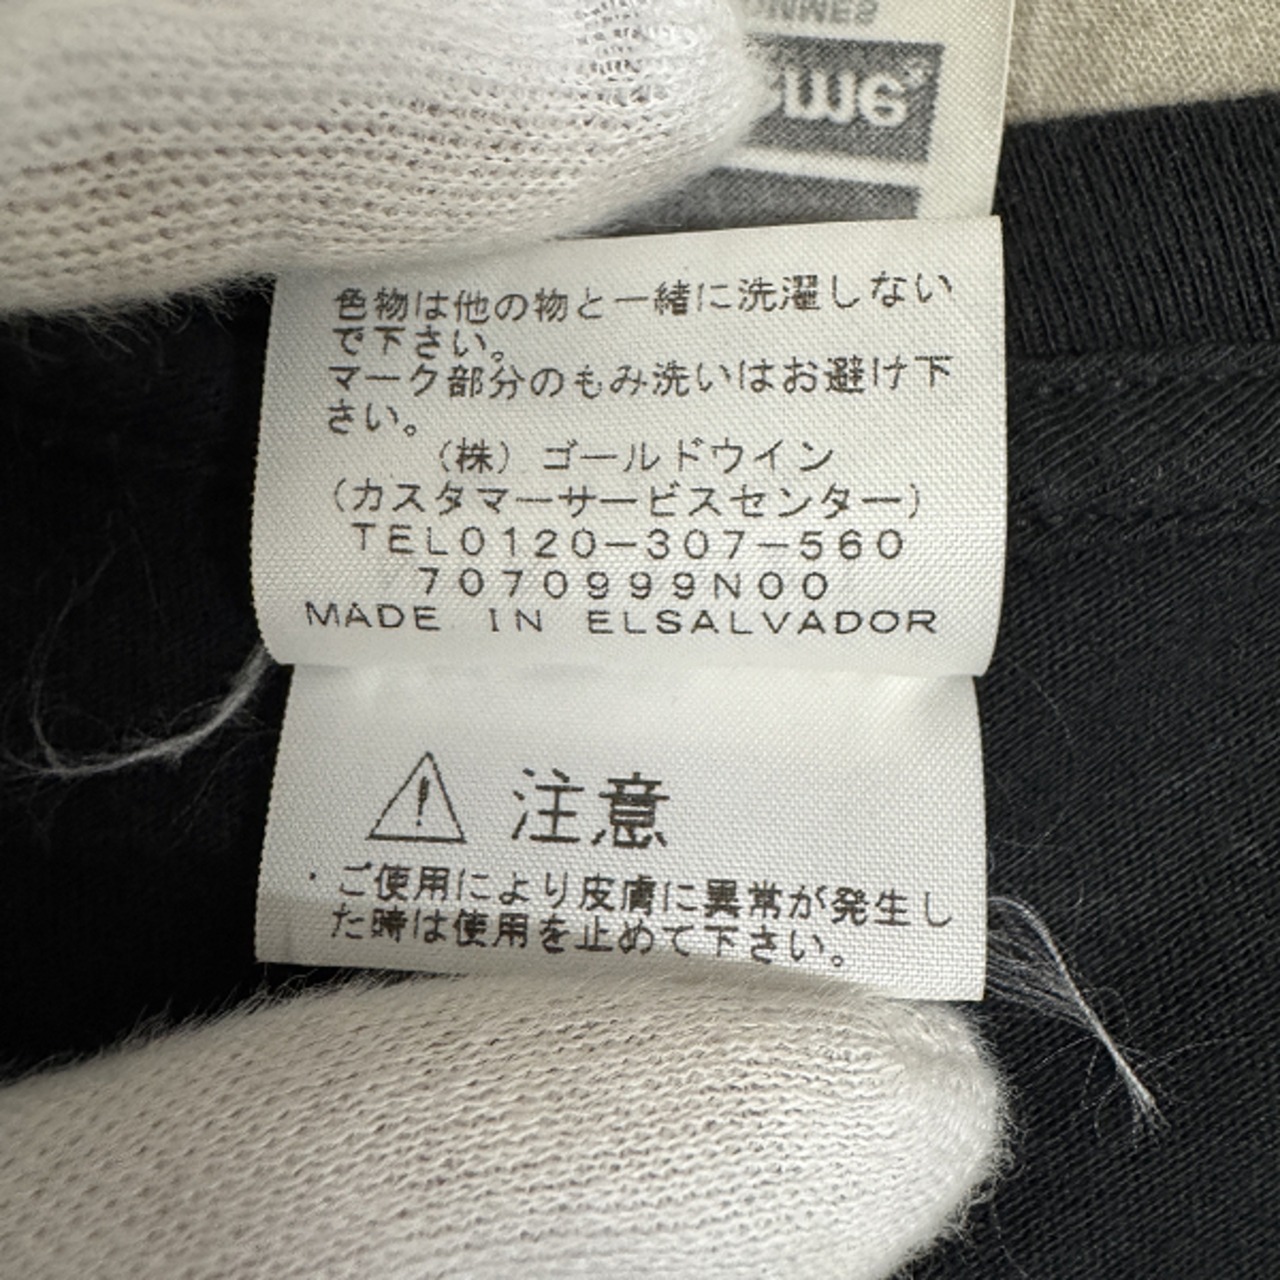 色物は他の物と一緒に洗濯しない
で下さい。
マーク部分のもみ洗いはお避け下
さい。
(株) ゴールドウイン
(カスタマーサービスセンター)
TEL0120-307-560
7070999N00
MADE IN ELSALVADOR
注意
・ご使用により皮膚に異常が発生し
た時は使用を止めて下さい。